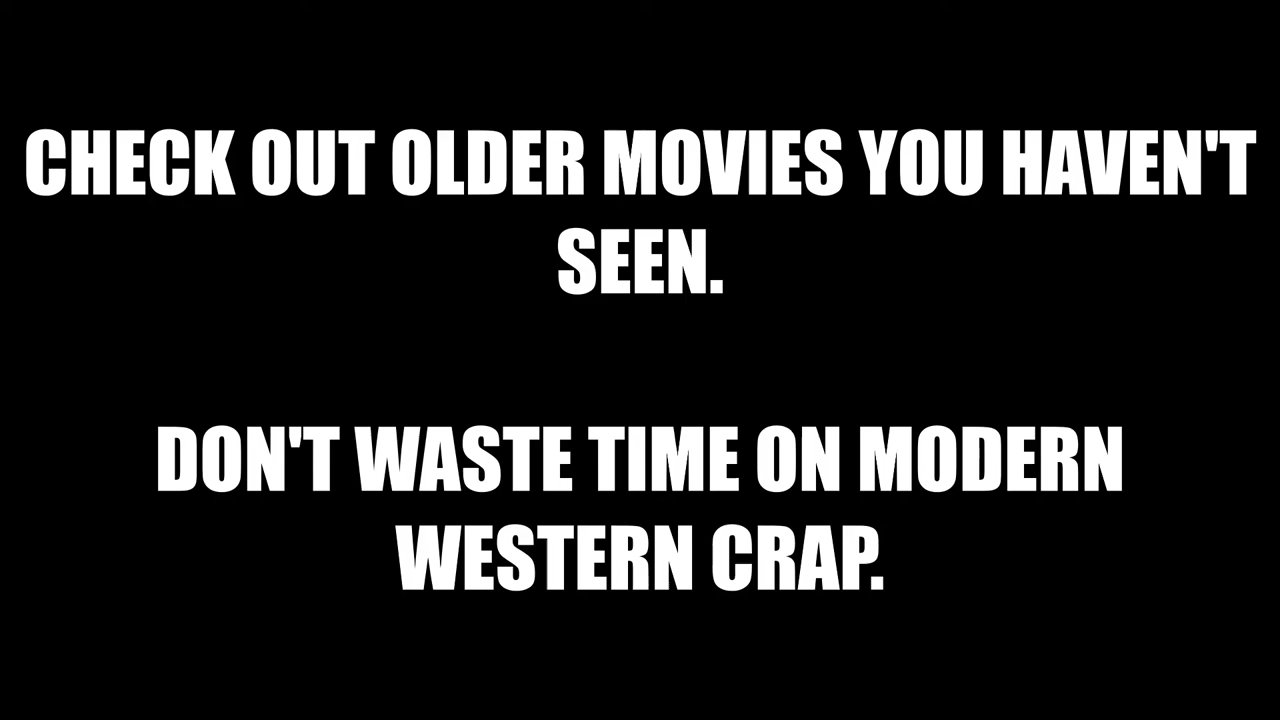 CHECK OUT OLDER MOVIES YOU HAVEN'T
SEEN.
DON'T WASTE TIME ON MODERN
WESTERN CRAP.